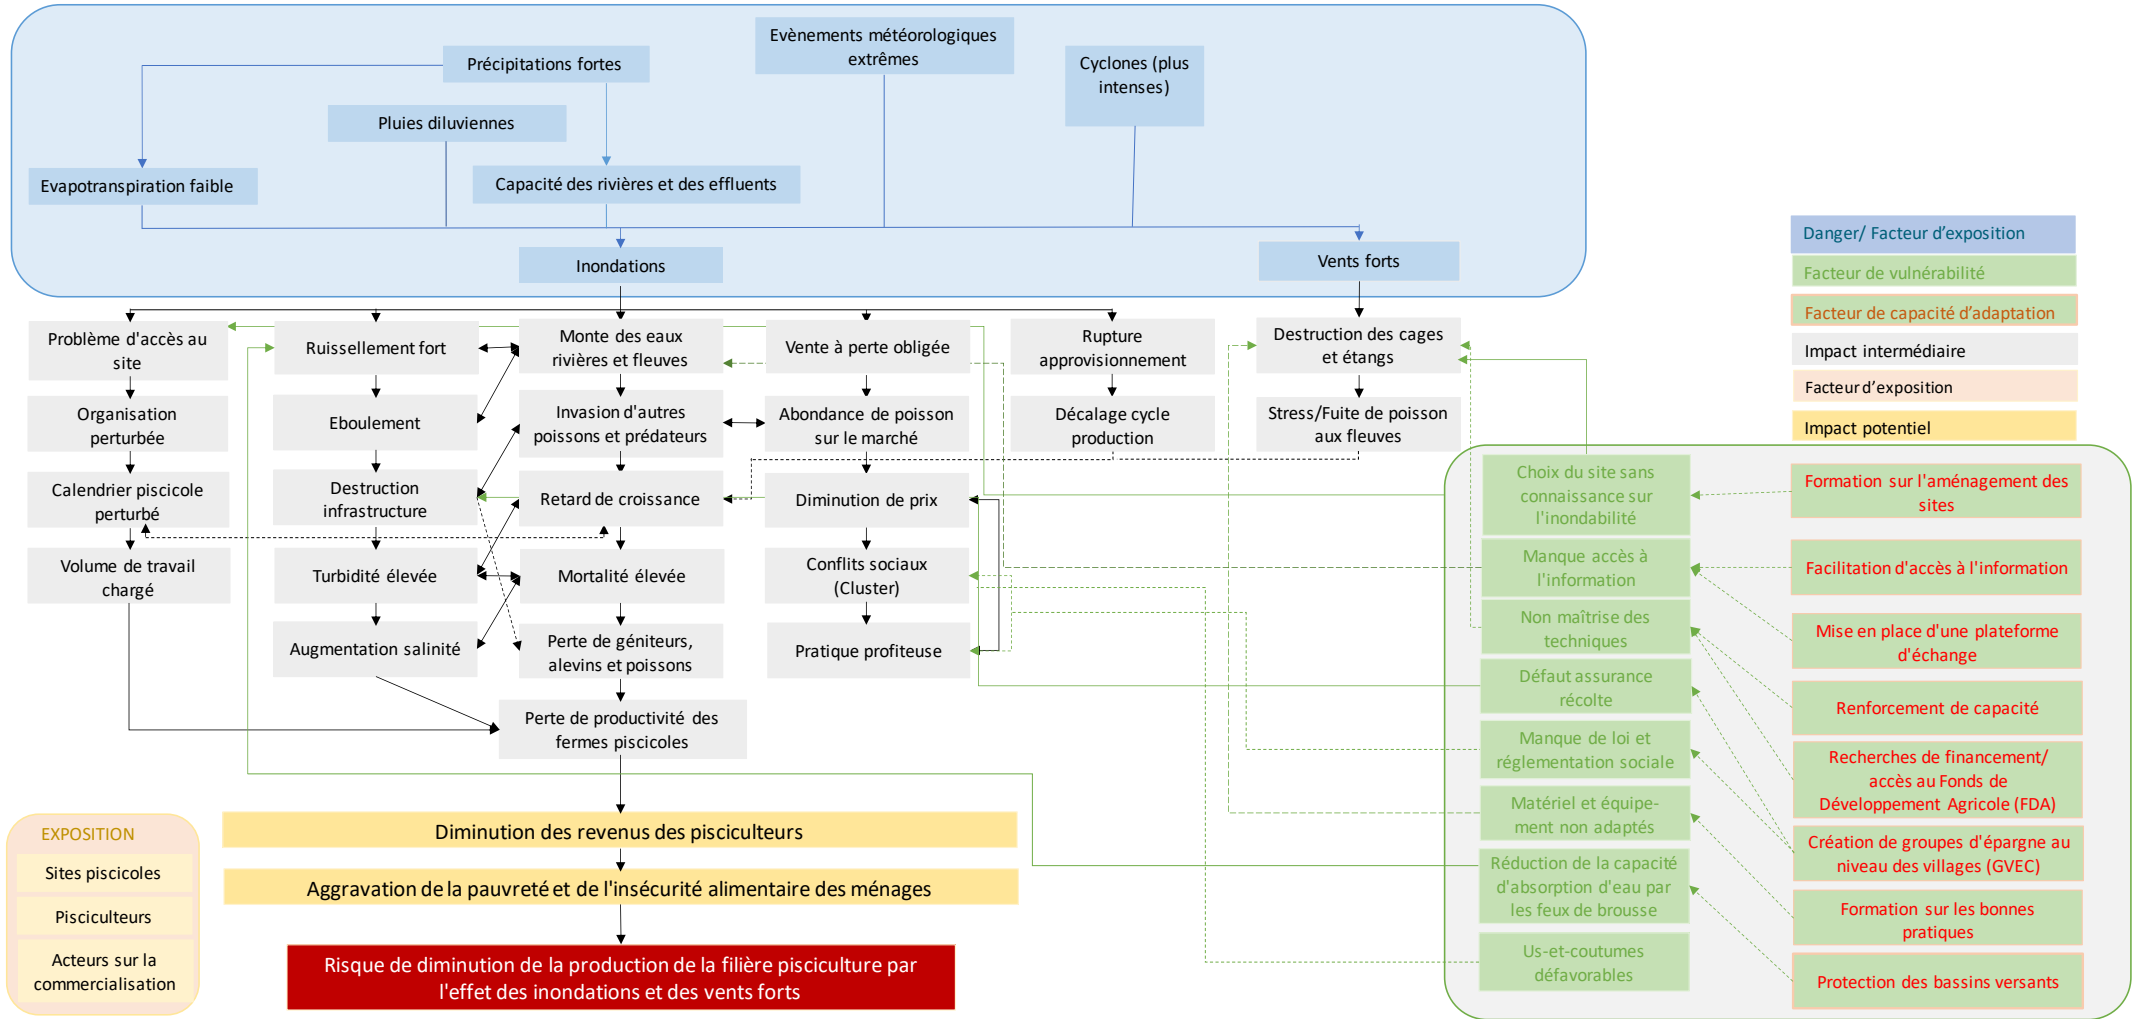 Evènements météorologiques
extrêmes
Précipitations fortes
Cyclones (plus
intenses)
Pluies diluviennes
Evapotranspiration faible
Capacité des rivières et des effluents
Inondations
Vents forts
Danger/ Facteur d'exposition
Facteur de vulnérabilité
Facteur de capacité d'adaptation
Impact intermédiaire
Facteur d'exposition
Impact potentiel
Problème d'accès au
site
Organisation
perturbée
Calendrier piscicole
perturbé
Volume de travail
chargé
Ruissellement fort
Eboulement
Destruction
infrastructure
Turbidité élevée
Augmentation salinité
Monte des eaux
rivières et fleuves
Invasion d'autres
poissons et prédateurs
Retard de croissance
Mortalité élevée
Perte de géniteurs,
alevins et poissons
Perte de productivité des
fermes piscicoles
Vente à perte obligée
Abondance de poisson
sur le marché
Diminution de prix
Conflits sociaux
(Cluster)
Pratique profiteuse
Rupture
approvisionnement
Décalage cycle
production
Destruction des cages
et étangs
Stress/Fuite de poisson
aux fleuves
Choix du site sans
connaissance sur
l'inondabilité
Manque accès à
l'information
Non maîtrise des
techniques
Défaut assurance
récolte
Manque de loi et
réglementation sociale
Matériel et équipe-
ment non adaptés
Réduction de la capacité
d'absorption d'eau par
les feux de brousse
Us-et-coutumes
défavorables
Formation sur l'aménagement des
sites
Facilitation d'accès à l'information
Mise en place d'une plateforme
d'échange
Renforcement de capacité
Recherches de financement/
accès au Fonds de
Développement Agricole (FDA)
Création de groupes d'épargne au
niveau des villages (GVEC)
Formation sur les bonnes
pratiques
Protection des bassins versants
EXPOSITION
Sites piscicoles
Pisciculteurs
Acteurs sur la
commercialisation
Diminution des revenus des pisciculteurs
Aggravation de la pauvreté et de l'insécurité alimentaire des ménages
Risque de diminution de la production de la filière pisciculture par
l'effet des inondations et des vents forts